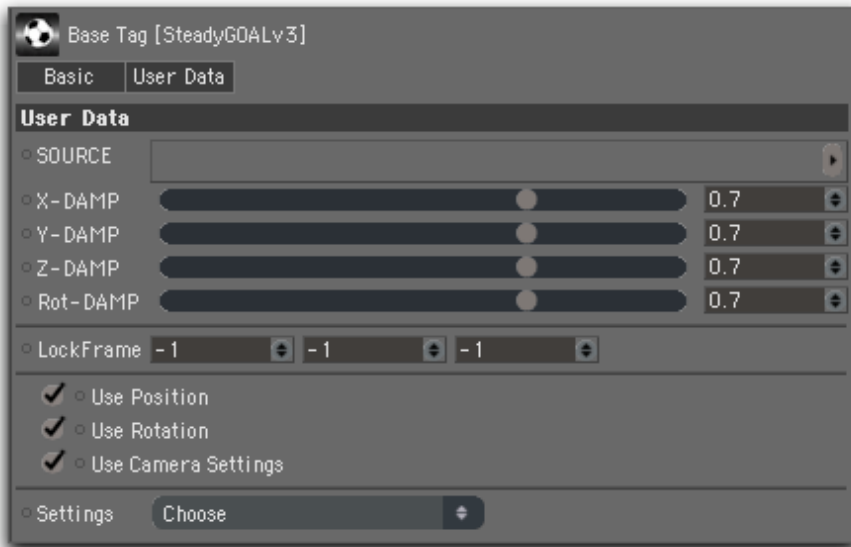 Base Tag [SteadyGOALv3]
Basic User Data
User Data
SOURCE
X-DAMP 0.7
Y-DAMP 0.7
Z-DAMP 0.7
Rot-DAMP 0.7
LockFrame -1 -1 -1
Use Position
Use Rotation
Use Camera Settings
Settings Choose